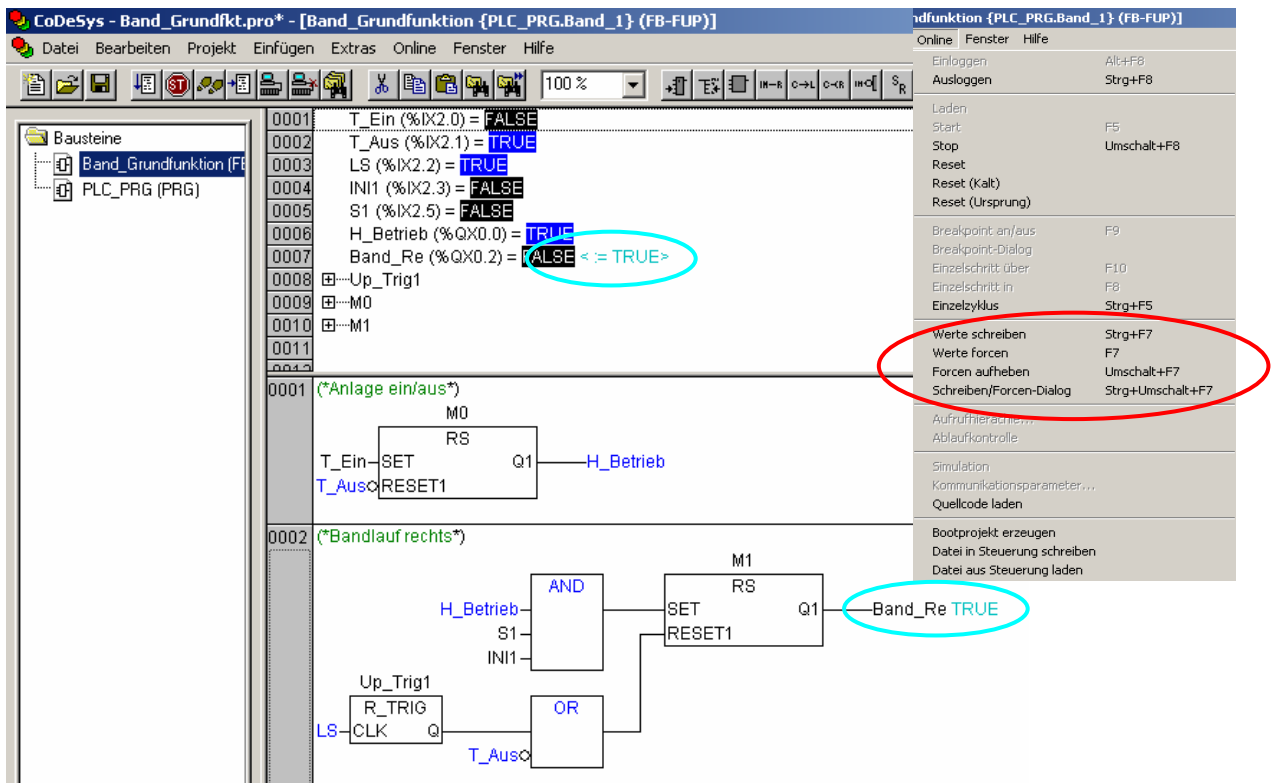 CoDeSys - Band_Grundfkt.pro* - [Band_Grundfunktion {PLC_PRG.Band_1} (FB-FUP)]
Datei Bearbeiten Projekt Einfügen Extras Online Fenster Hilfe
100 %
Bausteine
Band_Grundfunktion (FE
PLC_PRG (PRG)
0001 T_Ein (%IX2.0) = FALSE
0002 T_Aus (%IX2.1) = TRUE
0003 LS (%IX2.2) = TRUE
0004 INI1 (%IX2.3) = FALSE
0005 S1 (%IX2.5) = FALSE
0006 H_Betrieb (%QX0.0) = TRUE
0007 Band_Re (%QX0.2) = FALSE < := TRUE>
0008 Up_Trig1
0009 M0
0010 M1
0011
0012
0001 (*Anlage ein/aus*)
M0
RS
T_Ein SET Q1 H_Betrieb
T_Aus RESET1
0002 (*Bandlauf rechts*)
M1
AND RS
H_Betrieb SET Q1 Band_Re TRUE
S1 RESET1
INI1
Up_Trig1
R_TRIG OR
LS CLK Q
T_Aus
ndfunktion {PLC_PRG.Band_1} (FB-FUP)]
Online Fenster Hilfe
Einloggen Alt+F8
Ausloggen Strg+F8
Laden
Start F5
Stop Umschalt+F8
Reset
Reset (Kalt)
Reset (Ursprung)
Breakpoint an/aus F9
Breakpoint-Dialog
Einzelschritt über F10
Einzelschritt in F8
Einzelzyklus Strg+F5
Werte schreiben Strg+F7
Werte forcen F7
Forcen aufheben Umschalt+F7
Schreiben/Forcen-Dialog Strg+Umschalt+F7
Aufrufhierachie...
Ablaufkontrolle
Simulation
Kommunikationsparameter...
Quellcode laden
Bootprojekt erzeugen
Datei in Steuerung schreiben
Datei aus Steuerung laden